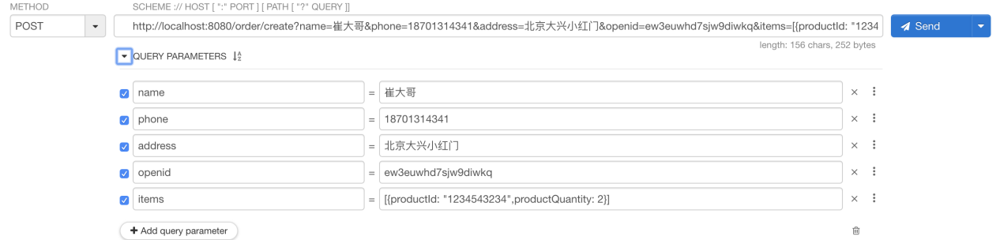 METHOD
SCHEME :// HOST [ ":" PORT ] [ PATH [ "?" QUERY ]]
POST
http://localhost:8080/order/create?name=崔大哥&phone=18701314341&address=北京大兴小红门&openid=ew3euwhd7sjw9diwkq&items=[{productId: "1234
Send
length: 156 chars, 252 bytes
QUERY PARAMETERS
name = 崔大哥
phone = 18701314341
address = 北京大兴小红门
openid = ew3euwhd7sjw9diwkq
items = [{productId: "1234543234",productQuantity: 2}]
+ Add query parameter